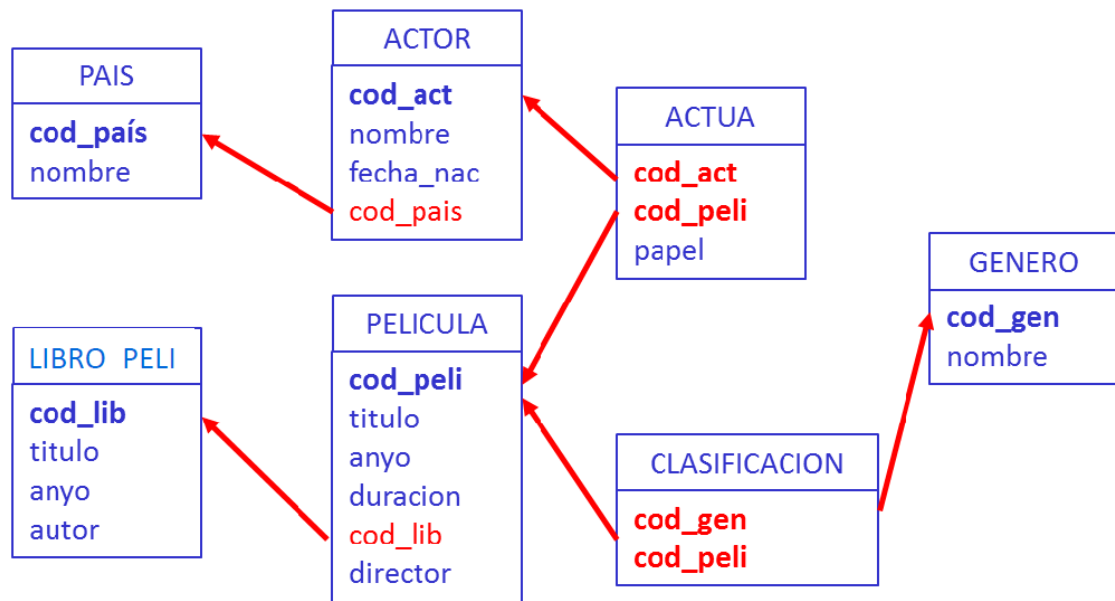 PAIS
cod_país
nombre
ACTOR
cod_act
nombre
fecha_nac
cod_pais
ACTUA
cod_act
cod_peli
papel
GENERO
cod_gen
nombre
LIBRO PELI
cod_lib
titulo
anyo
autor
PELICULA
cod_peli
titulo
anyo
duracion
cod_lib
director
CLASIFICACION
cod_gen
cod_peli